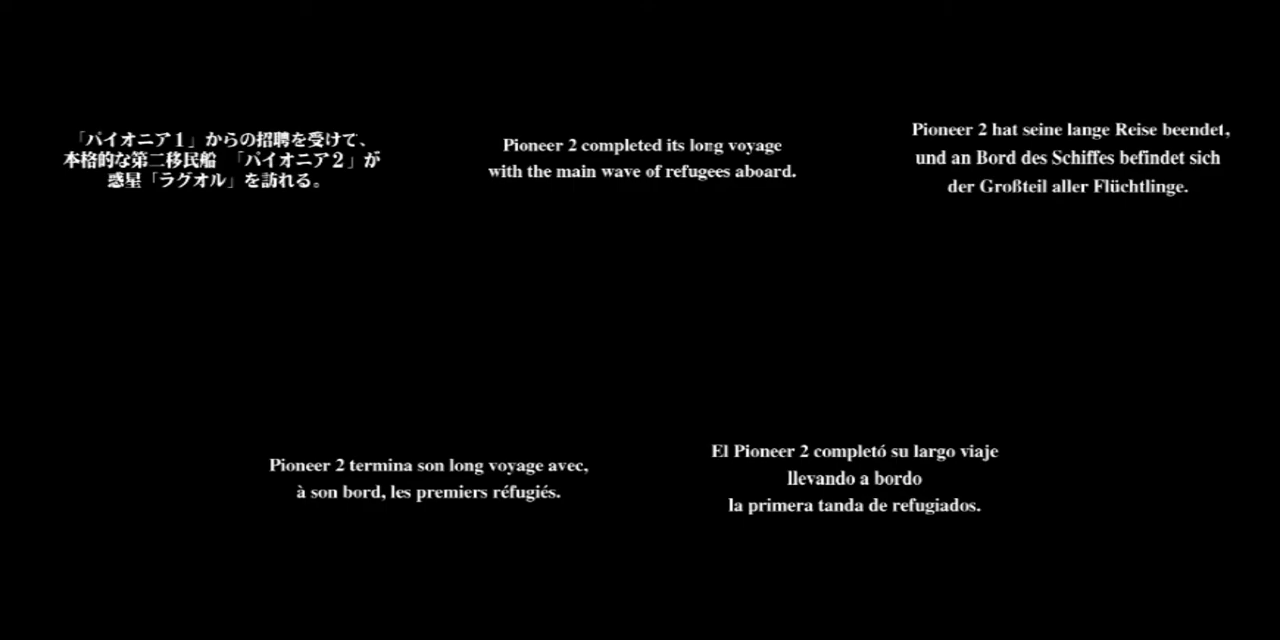 「パイオニア１」からの招聘を受けて、
本格的な第二移民船　「パイオニア２」が
惑星「ラグオル」を訪れる。
Pioneer 2 completed its long voyage
with the main wave of refugees aboard.
Pioneer 2 hat seine lange Reise beendet,
und an Bord des Schiffes befindet sich
der Großteil aller Flüchtlinge.
Pioneer 2 termina son long voyage avec,
à son bord, les premiers réfugiés.
El Pioneer 2 completó su largo viaje
llevando a bordo
la primera tanda de refugiados.